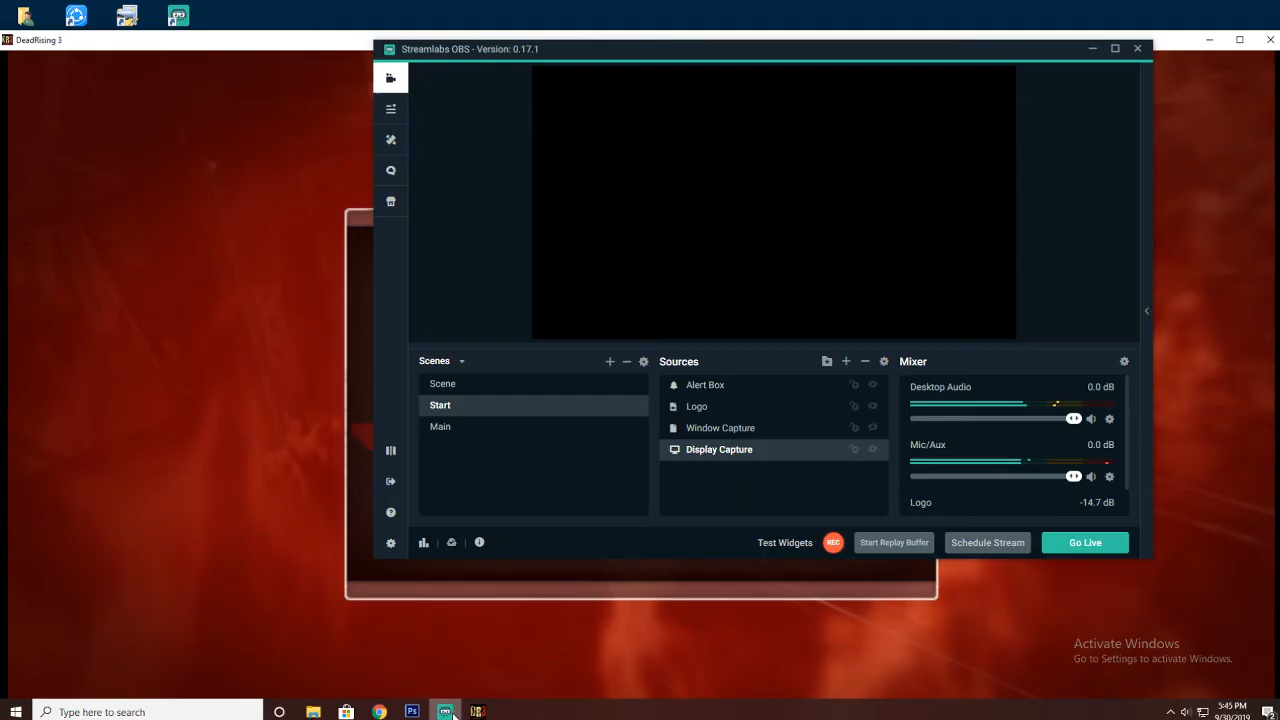 DeadRising 3
Streamlabs OBS - Version: 0.17.1
Scenes
Scene
Start
Main
Sources
Alert Box
Logo
Window Capture
Display Capture
Mixer
Desktop Audio 0.0 dB
Mic/Aux 0.0 dB
Logo -14.7 dB
Test Widgets REC Start Replay Buffer Schedule Stream Go Live
Activate Windows
Go to Settings to activate Windows.
Type here to search
Ps
DR3
5:45 PM
9/30/2019